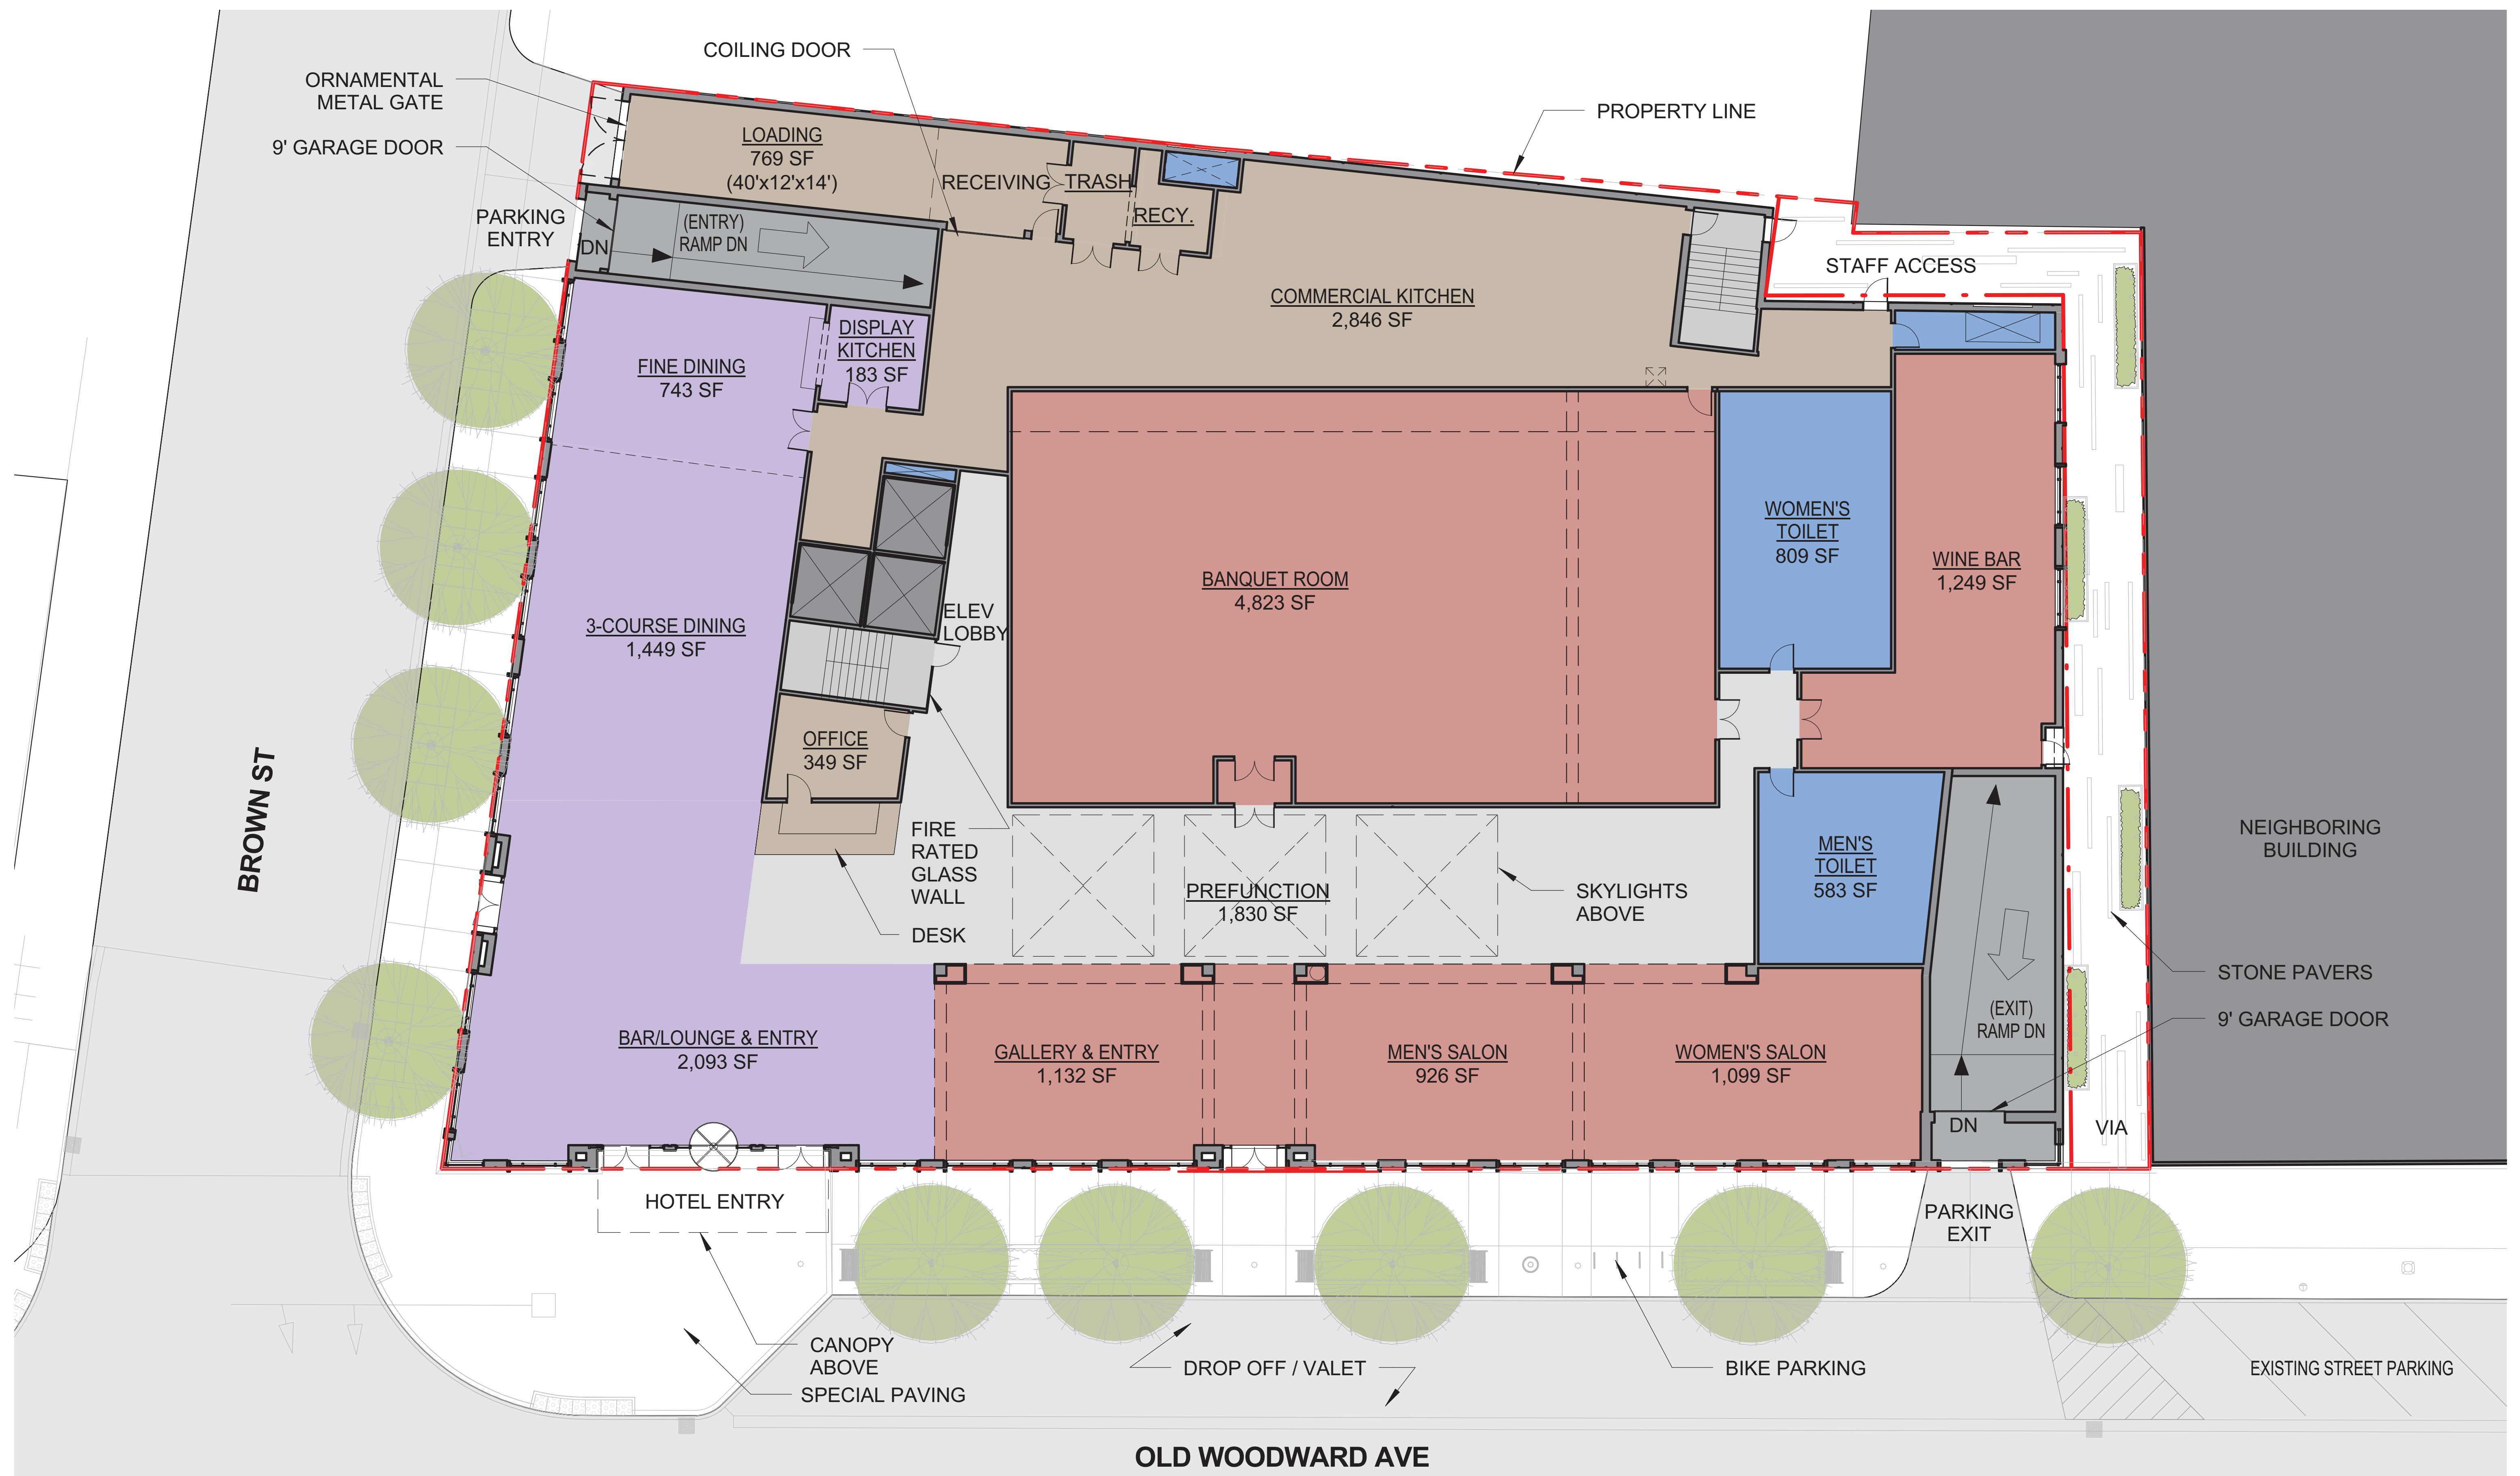 COILING DOOR
ORNAMENTAL
METAL GATE
PROPERTY LINE
9' GARAGE DOOR
LOADING
769 SF
(40'x12'x14')
RECEIVING
TRASH
RECY.
PARKING
ENTRY
DN
(ENTRY)
RAMP DN
STAFF ACCESS
COMMERCIAL KITCHEN
2,846 SF
DISPLAY
KITCHEN
183 SF
FINE DINING
743 SF
WOMEN'S
TOILET
809 SF
WINE BAR
1,249 SF
BANQUET ROOM
4,823 SF
ELEV
LOBBY
3-COURSE DINING
1,449 SF
OFFICE
349 SF
BROWN ST
FIRE
RATED
GLASS
WALL
DESK
PREFUNCTION
1,830 SF
SKYLIGHTS
ABOVE
MEN'S
TOILET
583 SF
NEIGHBORING
BUILDING
STONE PAVERS
9' GARAGE DOOR
(EXIT)
RAMP DN
BAR/LOUNGE & ENTRY
2,093 SF
GALLERY & ENTRY
1,132 SF
MEN'S SALON
926 SF
WOMEN'S SALON
1,099 SF
DN
VIA
HOTEL ENTRY
PARKING
EXIT
CANOPY
ABOVE
SPECIAL PAVING
DROP OFF / VALET
BIKE PARKING
EXISTING STREET PARKING
OLD WOODWARD AVE